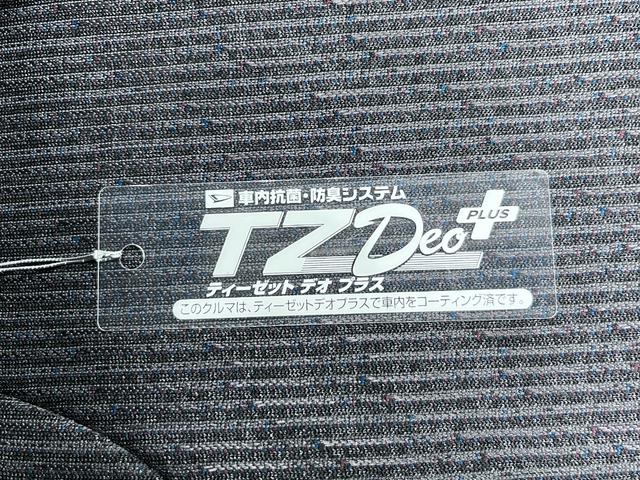 車内抗菌・防臭システム
TZ Deo PLUS
ティーゼット デオ プラス
このクルマは、ティーゼットデオプラスで車内をコーティング済です。